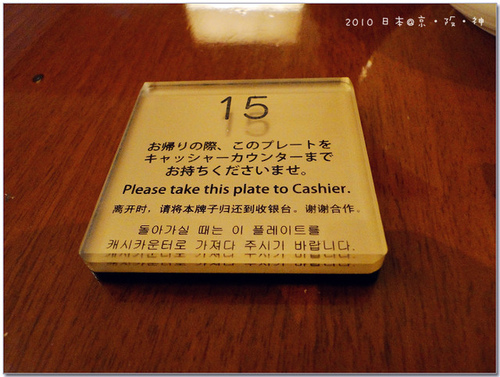 2010 日本@京・阪・神
15
お帰りの際、このプレートを
キャッシャーカウンターまで
お持ちくださいませ。
Please take this plate to Cashier.
离开时，请将本牌子归还到收银台。谢谢合作。
돌아가실 때는 이 플레이트를
캐시카운터로 가져다 주시기 바랍니다.